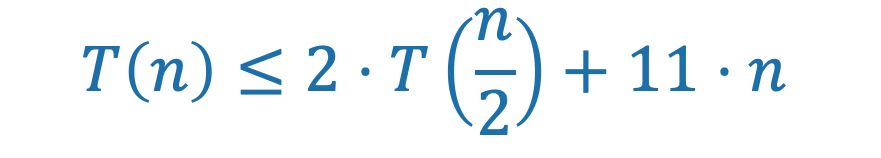 T(n) ≤ 2 · T(n/2) + 11 · n